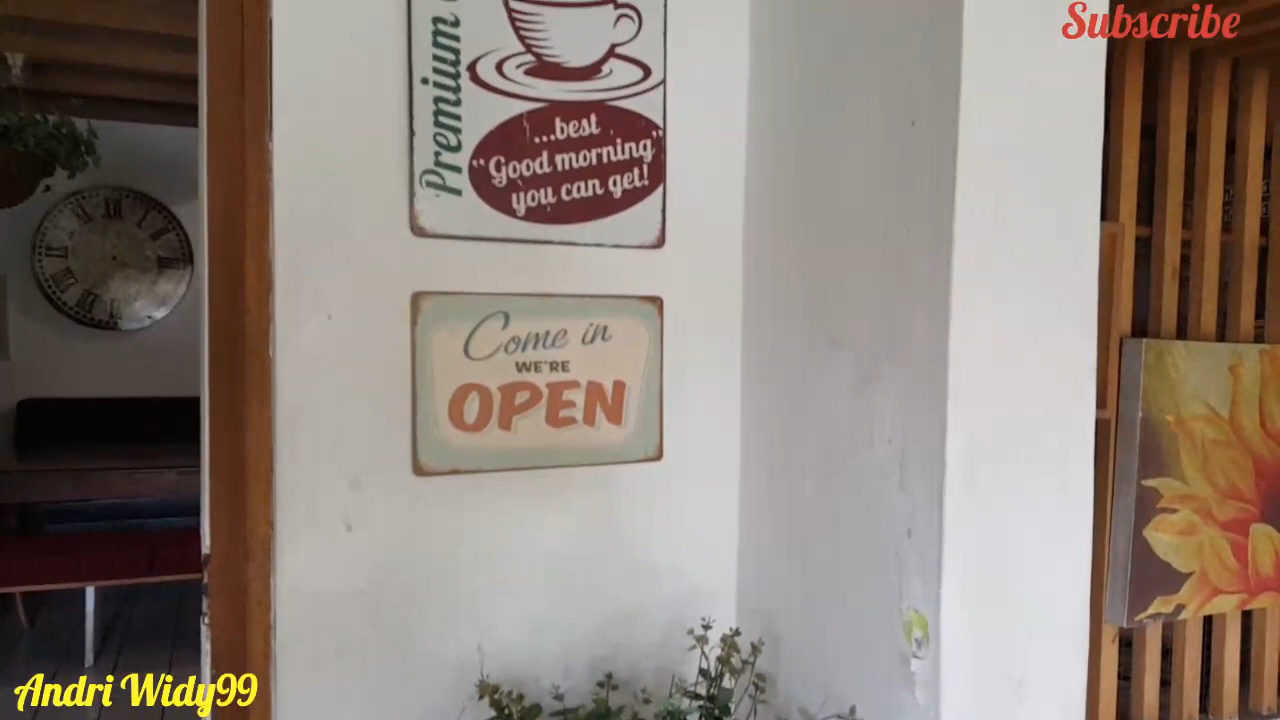 Subscribe
Premium
...best
"Good morning"
you can get!
Come in
WE'RE
OPEN
Andri Widy99